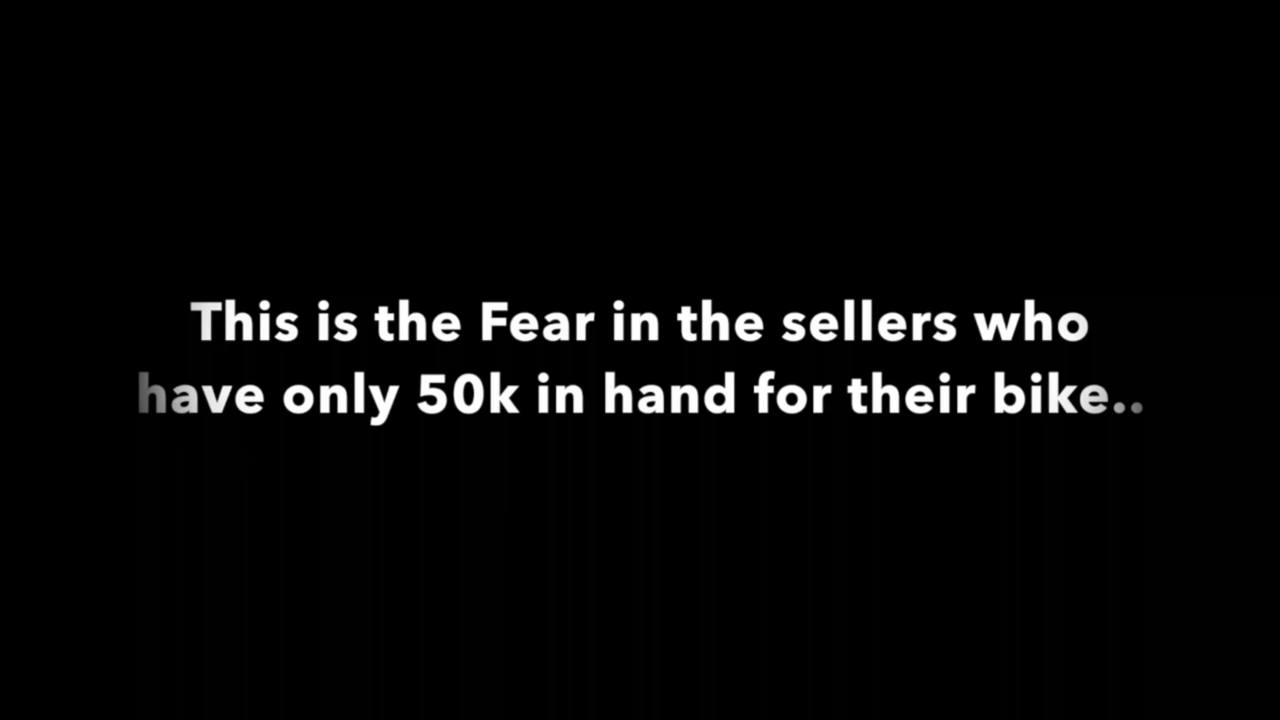 This is the Fear in the sellers who
have only 50k in hand for their bike..